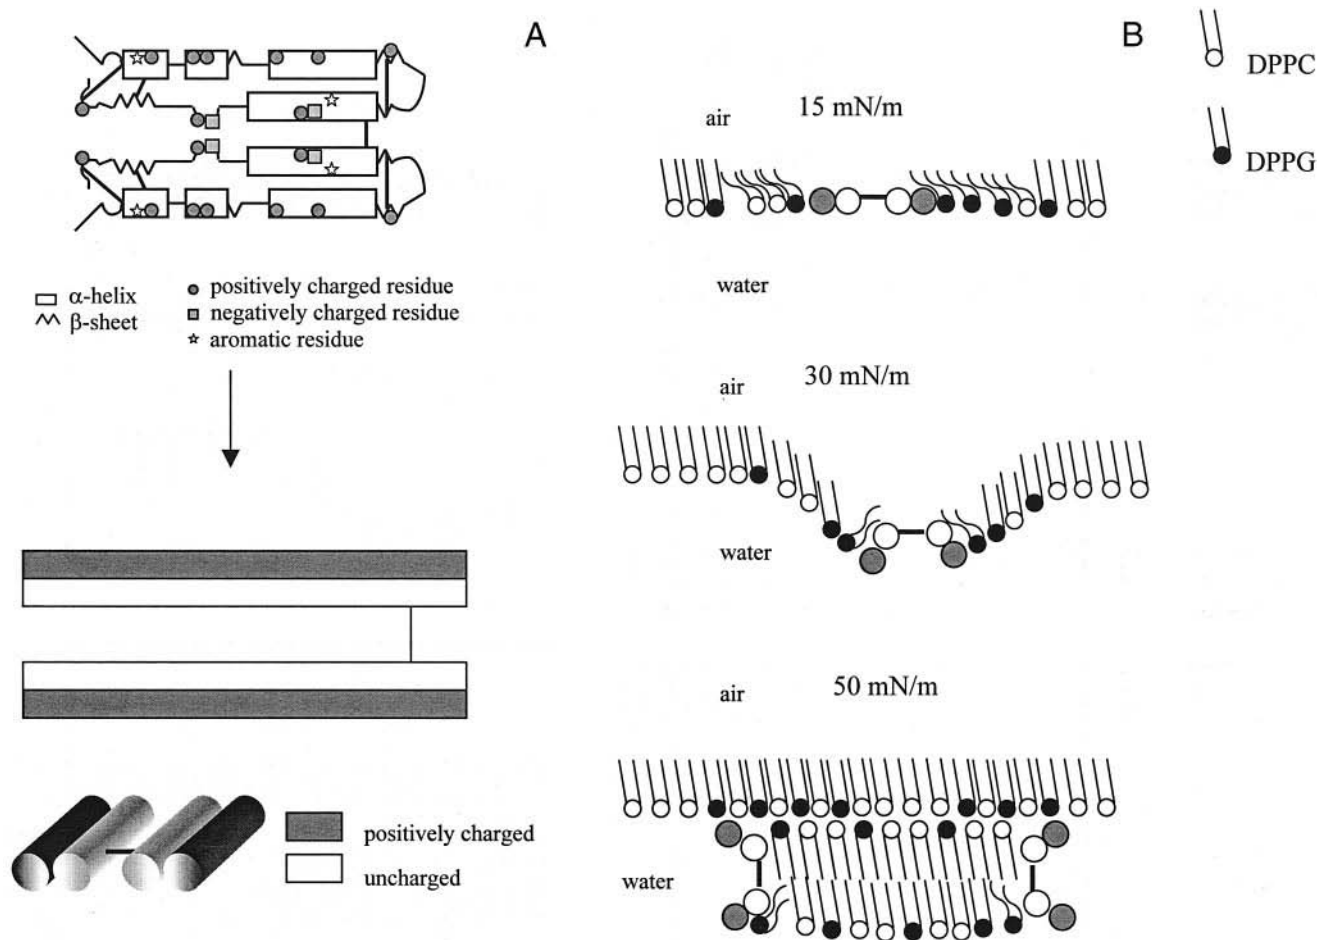 A
α-helix
β-sheet
positively charged residue
negatively charged residue
aromatic residue
positively charged
uncharged
B
DPPC
DPPG
air
15 mN/m
water
air
30 mN/m
water
air
50 mN/m
water